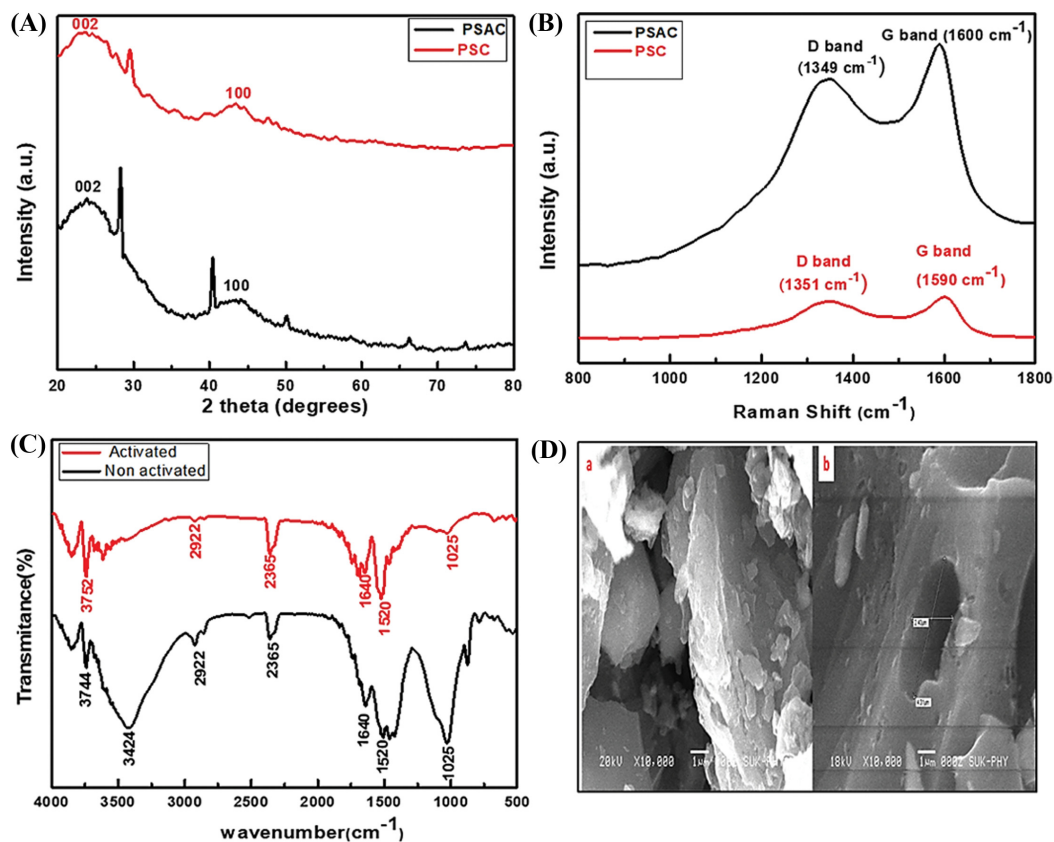 (A)
002
PSAC
PSC
100
002
100
Intensity (a.u.)
20 30 40 50 60 70 80
2 theta (degrees)
(B)
PSAC
PSC
G band (1600 cm-1)
D band
(1349 cm-1)
D band
(1351 cm-1)
G band
(1590 cm-1)
Intensity (a.u.)
800 1000 1200 1400 1600 1800
Raman Shift (cm-1)
(C)
Activated
Non activated
3752
2922
2365
1640
1520
1025
3744
3424
2922
2365
1640
1520
1025
Transmitance(%)
4000 3500 3000 2500 2000 1500 1000 500
wavenumber(cm-1)
(D)
a
b
20kV X10,000 1μm SUK-
18kV X10,000 1μm 0002 SUK-PHY